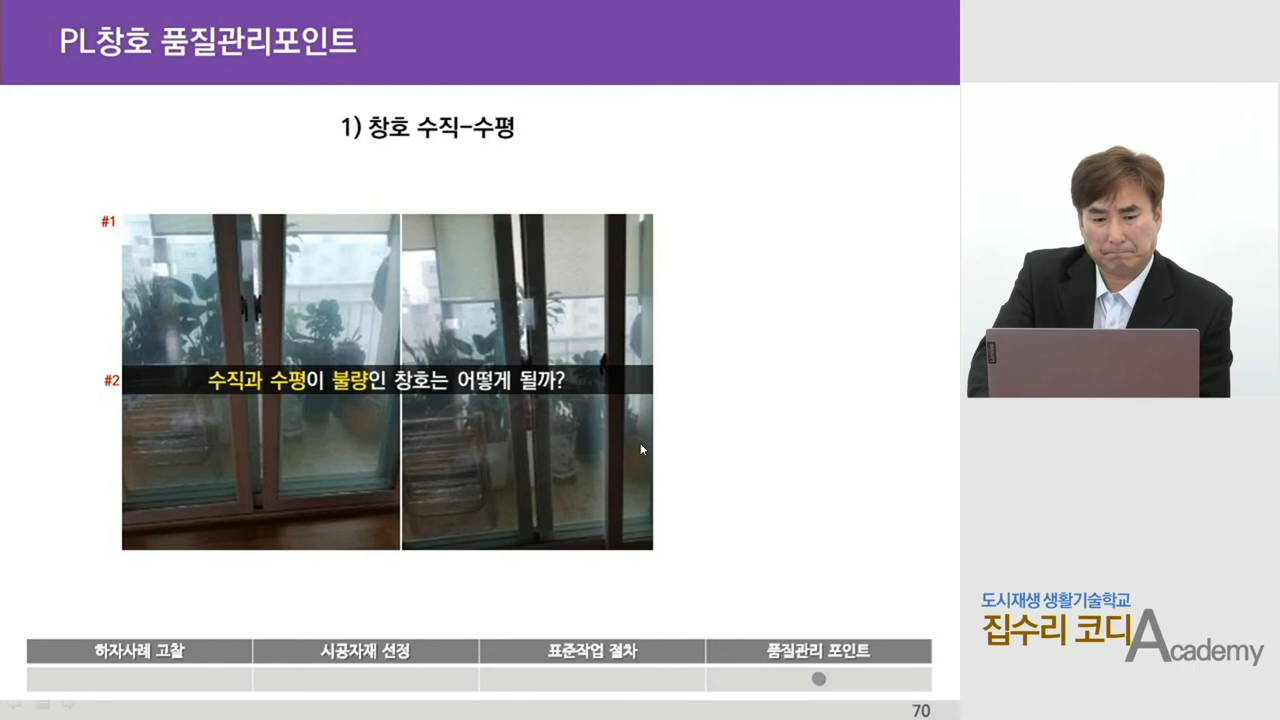 PL창호 품질관리포인트
1) 창호 수직-수평
#1
#2
수직과 수평이 불량인 창호는 어떻게 될까?
하자사례 고찰
시공자재 선정
표준작업 절차
품질관리 포인트
70
Lenovo
도시재생 생활기술학교
집수리 코디Academy